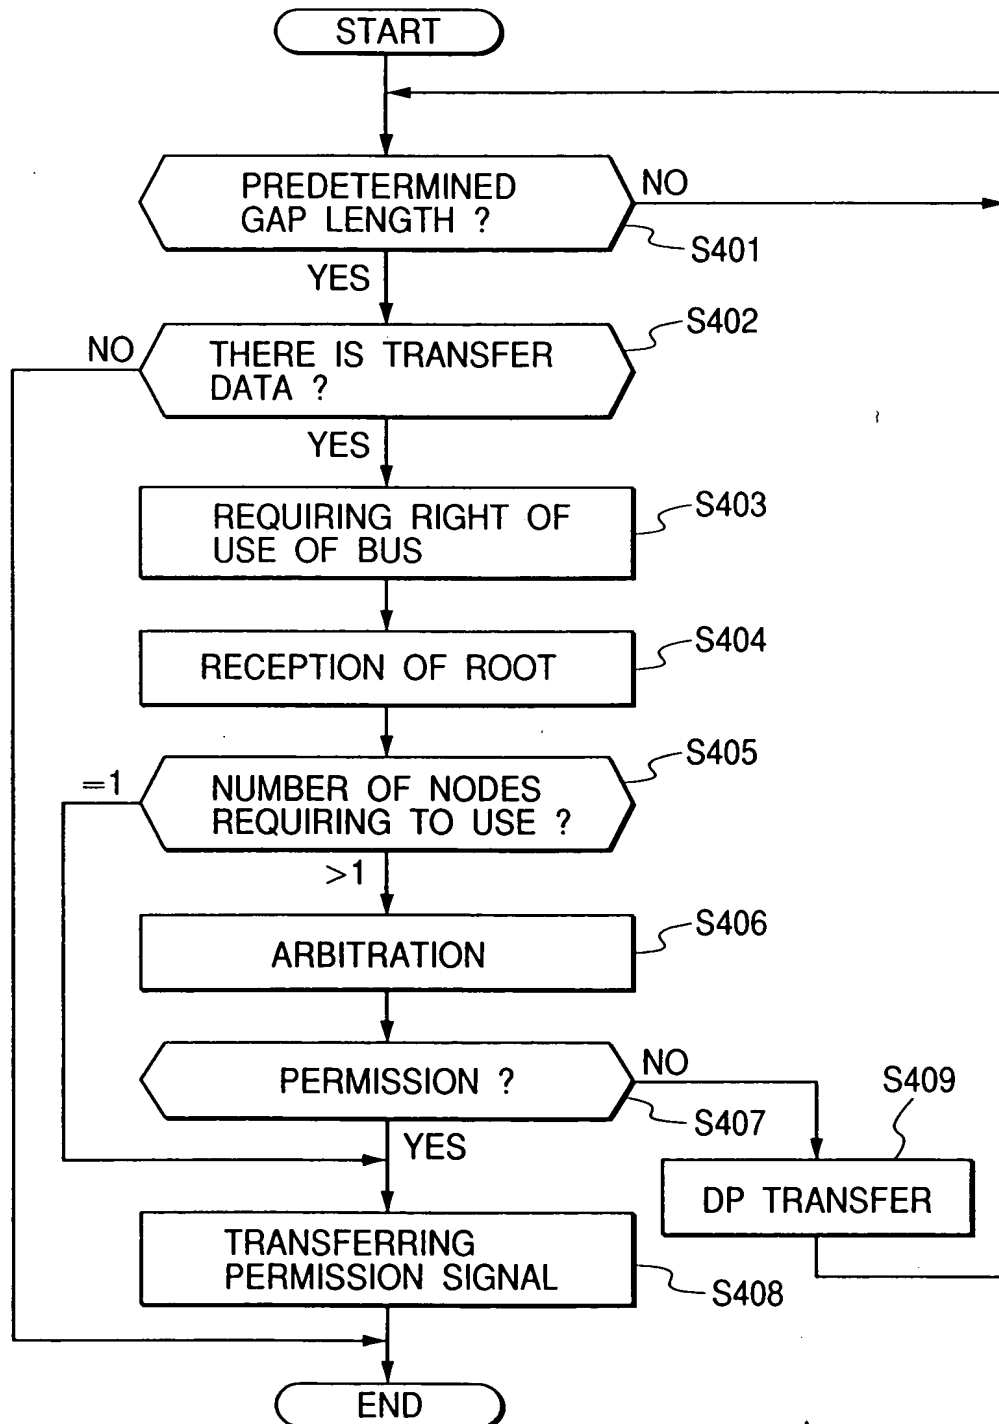 START
PREDETERMINED
GAP LENGTH ?
NO
S401
YES
S402
NO
THERE IS TRANSFER
DATA ?
YES
S403
REQUIRING RIGHT OF
USE OF BUS
S404
RECEPTION OF ROOT
S405
=1
NUMBER OF NODES
REQUIRING TO USE ?
>1
S406
ARBITRATION
NO
PERMISSION ?
S409
S407
YES
DP TRANSFER
TRANSFERRING
PERMISSION SIGNAL
S408
END